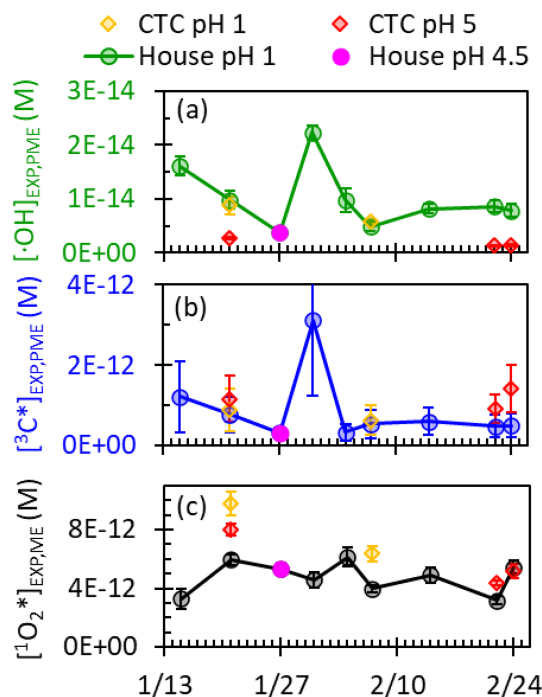 CTC pH 1 CTC pH 5
House pH 1 House pH 4.5
(a)
3E-14
2E-14
1E-14
0E+00
[·OH]EXP,PME (M)
(b)
4E-12
2E-12
0E+00
[³C*]EXP,PME (M)
(c)
8E-12
4E-12
0E+00
[¹O₂*]EXP,ME (M)
1/13 1/27 2/10 2/24